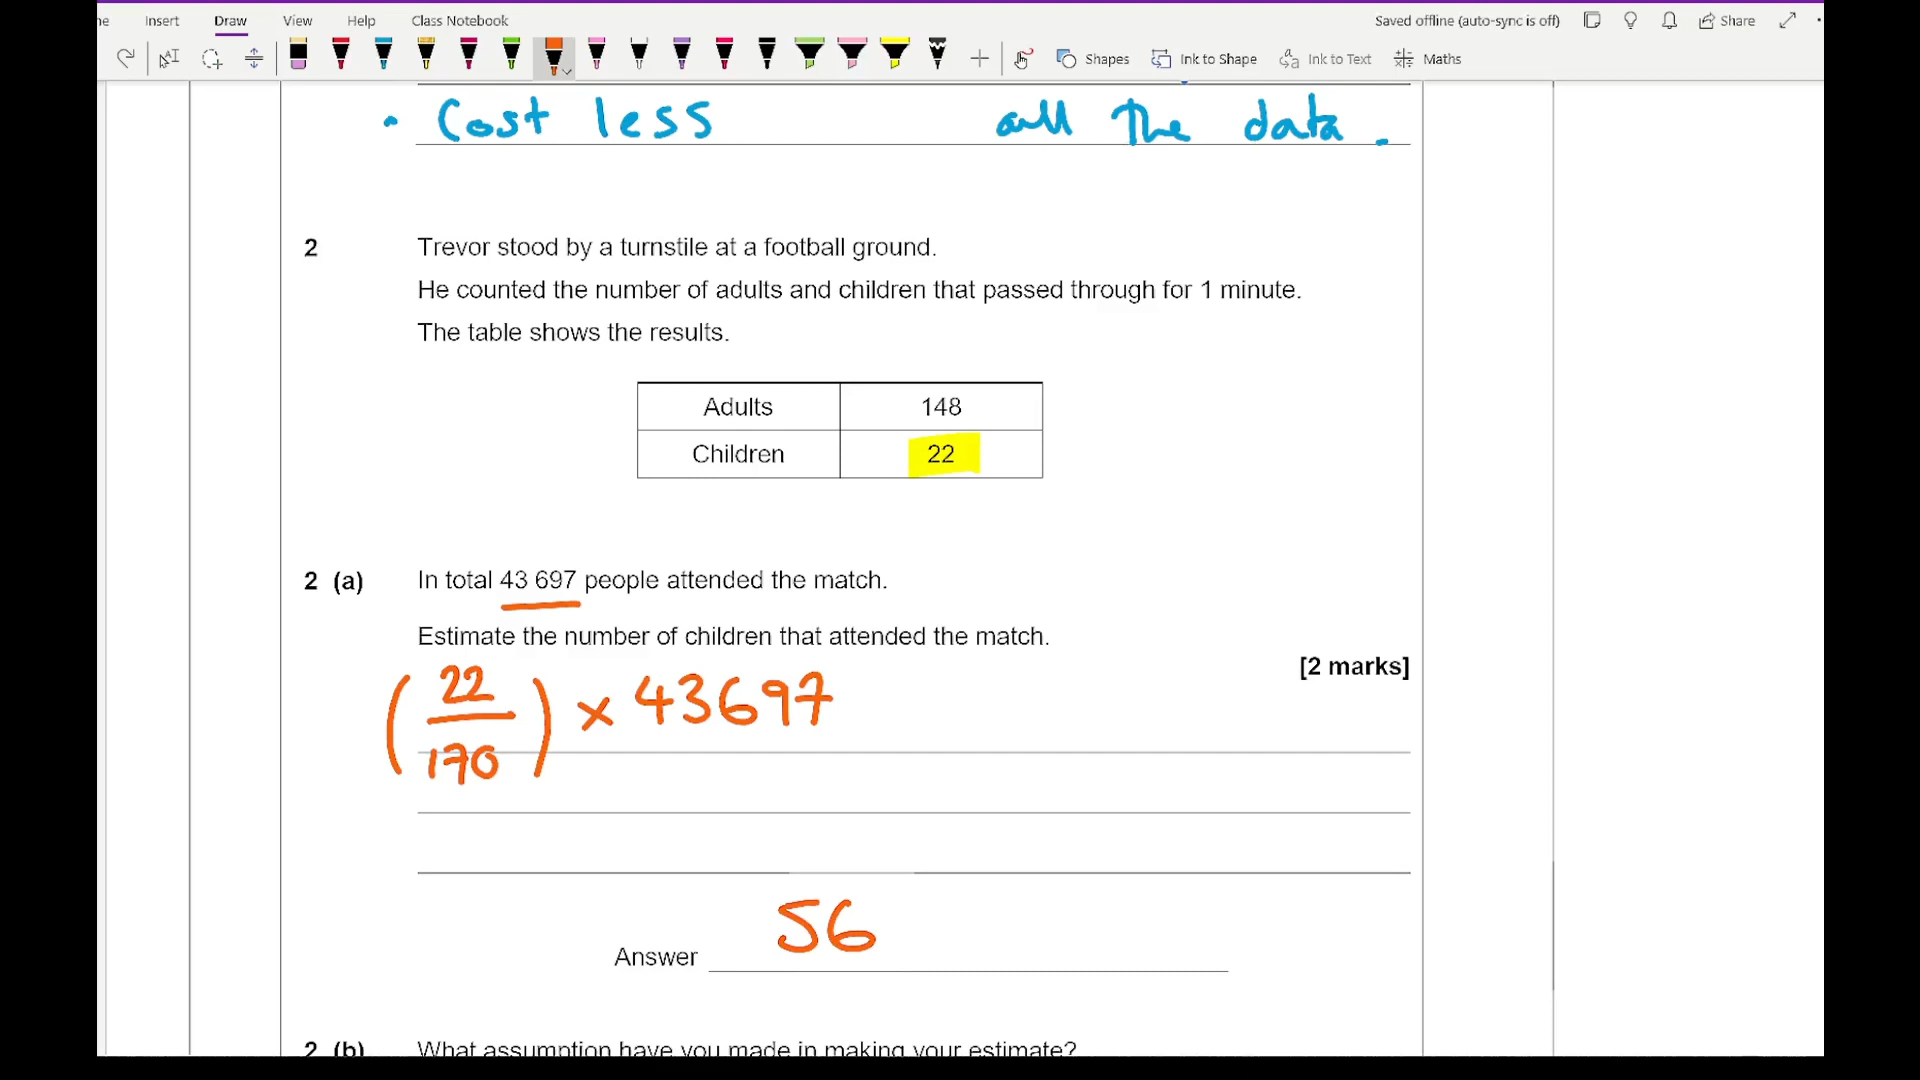 Insert Draw View Help Class Notebook Saved offline (auto-sync is off) Share
Shapes Ink to Shape Ink to Text Maths
• Cost less all the data.
2 Trevor stood by a turnstile at a football ground.
He counted the number of adults and children that passed through for 1 minute.
The table shows the results.
Adults 148
Children 22
2 (a) In total 43 697 people attended the match.
Estimate the number of children that attended the match.
[2 marks]
(22/170) × 43697
56
Answer
2 (b) What assumption have you made in making your estimate?